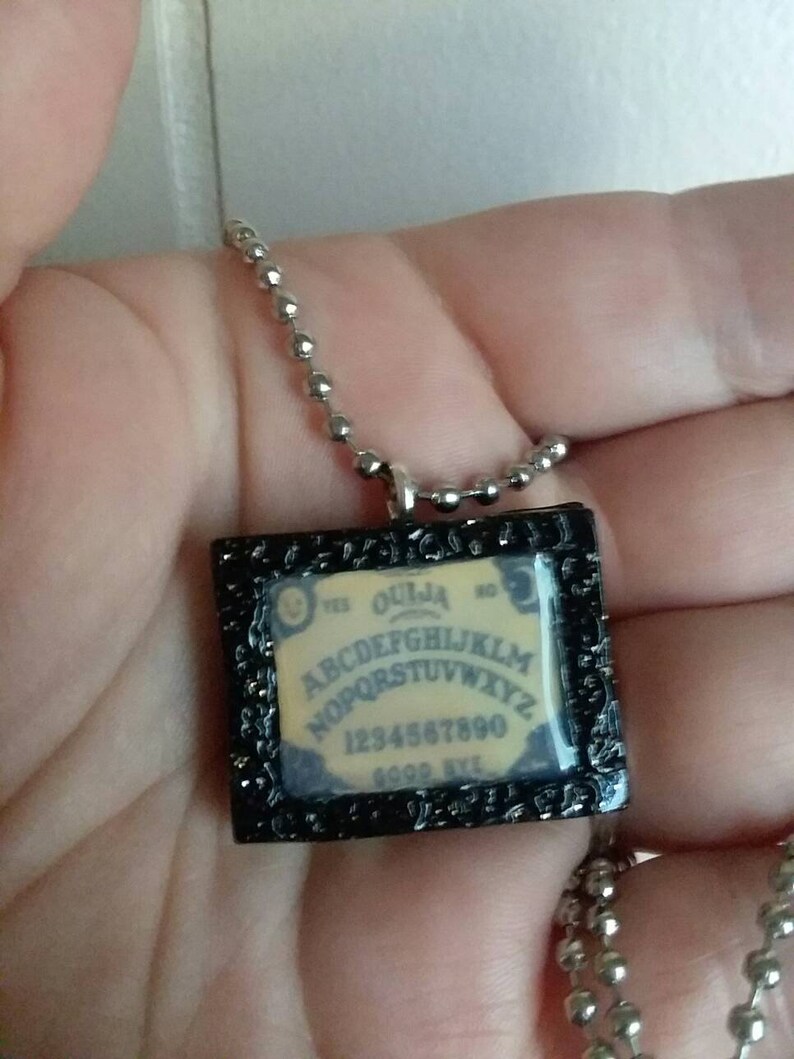 YES OUIJA NO
ABCDEFGHIJKLM
NOPQRSTUVWXYZ
1234567890
GOOD BYE